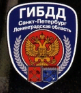 ГИБДД
Санкт-Петербург
Ленинградская область